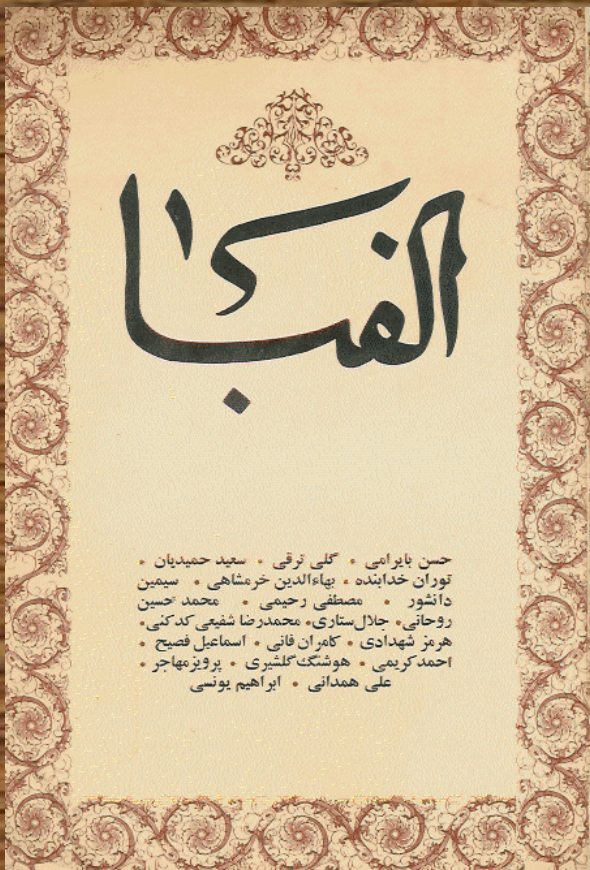 الفبا
حسن بایرامی • گلی ترقی • سعید حمیدیان •
توران خدابنده • بهاءالدین خرمشاهی • سیمین
دانشور • مصطفی رحیمی • محمد حسین
روحانی • جلال ستاری • محمدرضا شفیعی کدکنی •
هرمز شهدادی • کامران فانی • اسماعیل فصیح •
احمد کریمی • هوشنگ گلشیری • پرویز مهاجر •
علی همدانی • ابراهیم یونسی